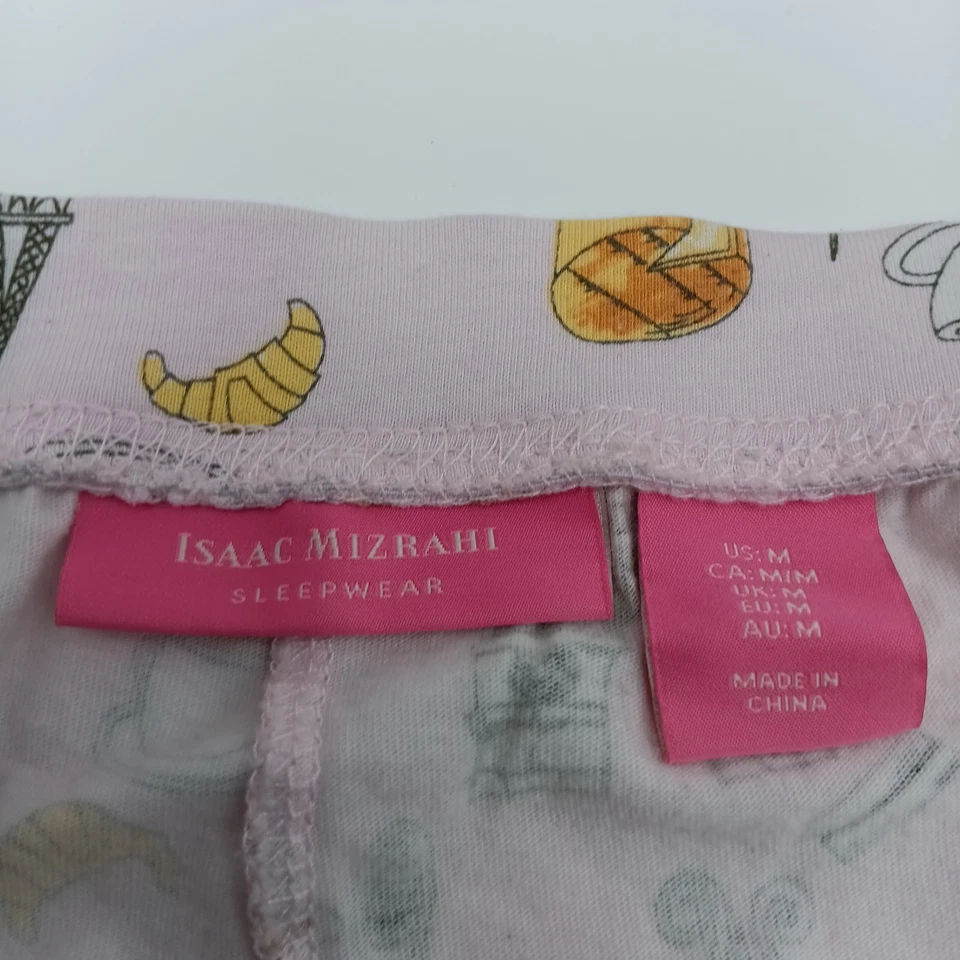 ISAAC MIZRAHI
SLEEPWEAR
US: M
CA: M/M
UK: M
EU: M
AU: M
MADE IN
CHINA